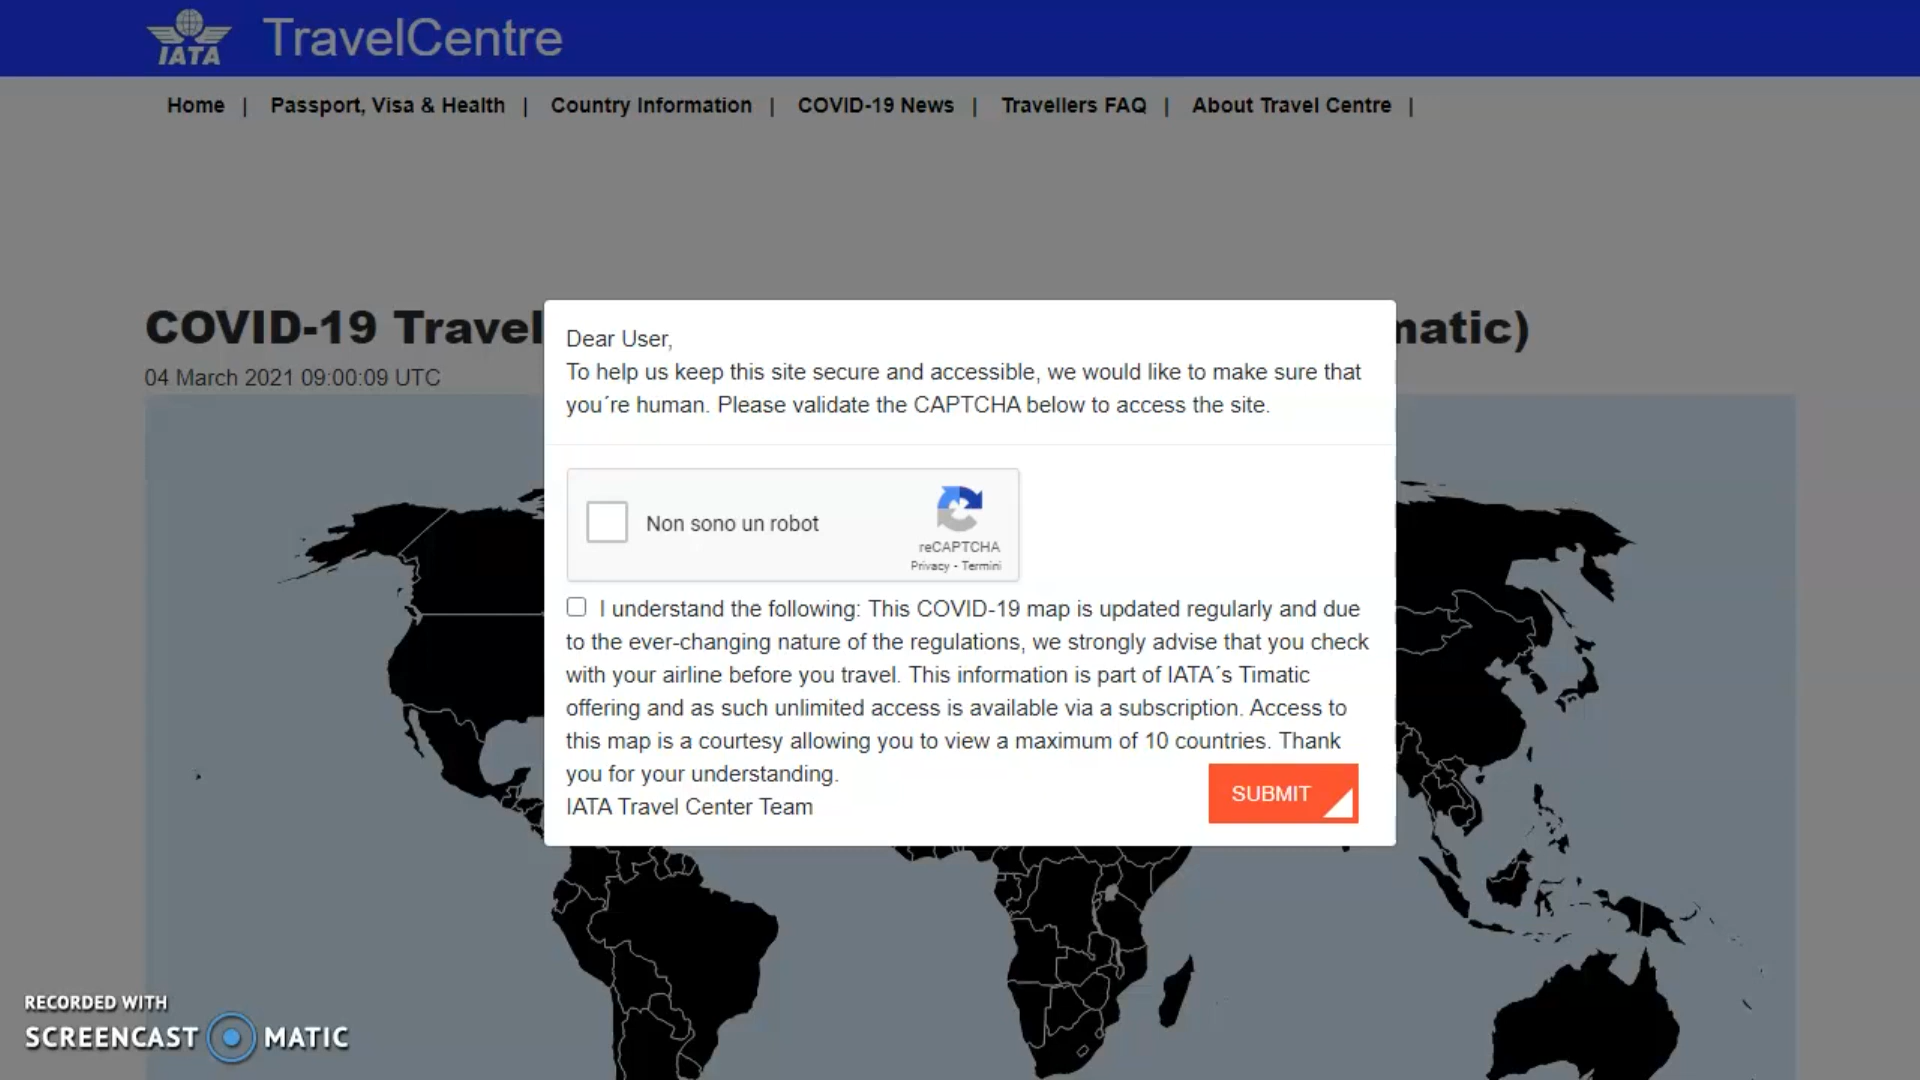 IATA TravelCentre
Home | Passport, Visa & Health | Country Information | COVID-19 News | Travellers FAQ | About Travel Centre |
COVID-19 Travel matic)
04 March 2021 09:00:09 UTC
Dear User,
To help us keep this site secure and accessible, we would like to make sure that
you´re human. Please validate the CAPTCHA below to access the site.
Non sono un robot
reCAPTCHA
Privacy - Termini
I understand the following: This COVID-19 map is updated regularly and due
to the ever-changing nature of the regulations, we strongly advise that you check
with your airline before you travel. This information is part of IATA´s Timatic
offering and as such unlimited access is available via a subscription. Access to
this map is a courtesy allowing you to view a maximum of 10 countries. Thank
you for your understanding.
IATA Travel Center Team
SUBMIT
RECORDED WITH
SCREENCAST MATIC